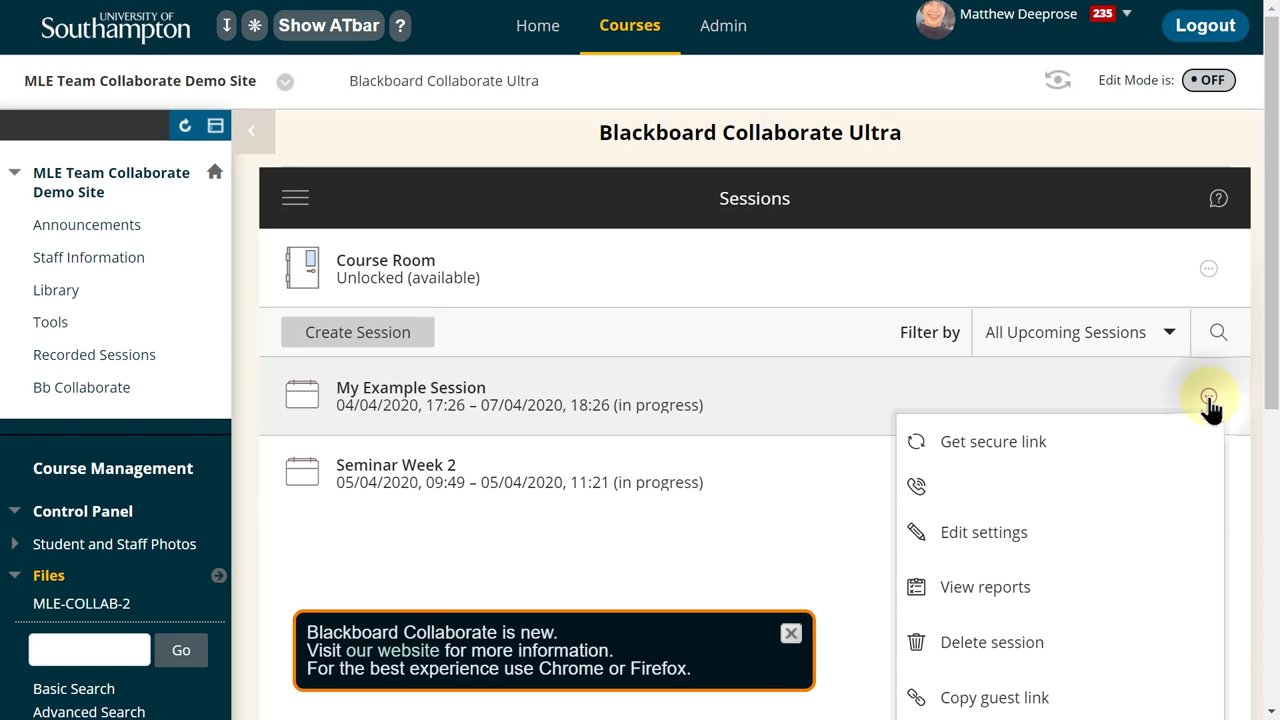 UNIVERSITY OF
Southampton
Show ATbar
?
Home
Courses
Admin
Matthew Deeprose
235
Logout
MLE Team Collaborate Demo Site
Blackboard Collaborate Ultra
Edit Mode is:
• OFF
MLE Team Collaborate
Demo Site
Announcements
Staff Information
Library
Tools
Recorded Sessions
Bb Collaborate
Course Management
Control Panel
Student and Staff Photos
Files
MLE-COLLAB-2
Go
Basic Search
Advanced Search
Blackboard Collaborate Ultra
Sessions
Course Room
Unlocked (available)
Create Session
Filter by
All Upcoming Sessions
My Example Session
04/04/2020, 17:26 – 07/04/2020, 18:26 (in progress)
Seminar Week 2
05/04/2020, 09:49 – 05/04/2020, 11:21 (in progress)
Get secure link
Edit settings
View reports
Delete session
Copy guest link
Blackboard Collaborate is new.
Visit our website for more information.
For the best experience use Chrome or Firefox.